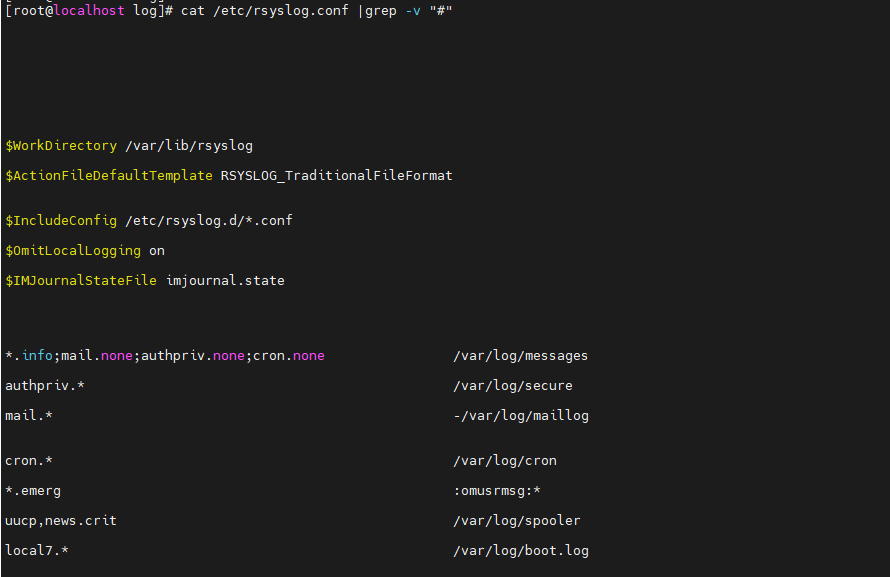 [root@localhost log]# cat /etc/rsyslog.conf |grep -v "#"
$WorkDirectory /var/lib/rsyslog
$ActionFileDefaultTemplate RSYSLOG_TraditionalFileFormat
$IncludeConfig /etc/rsyslog.d/*.conf
$OmitLocalLogging on
$IMJournalStateFile imjournal.state
*.info;mail.none;authpriv.none;cron.none                /var/log/messages
authpriv.*                                              /var/log/secure
mail.*                                                  -/var/log/maillog
cron.*                                                  /var/log/cron
*.emerg                                                 :omusrmsg:*
uucp,news.crit                                          /var/log/spooler
local7.*                                                /var/log/boot.log